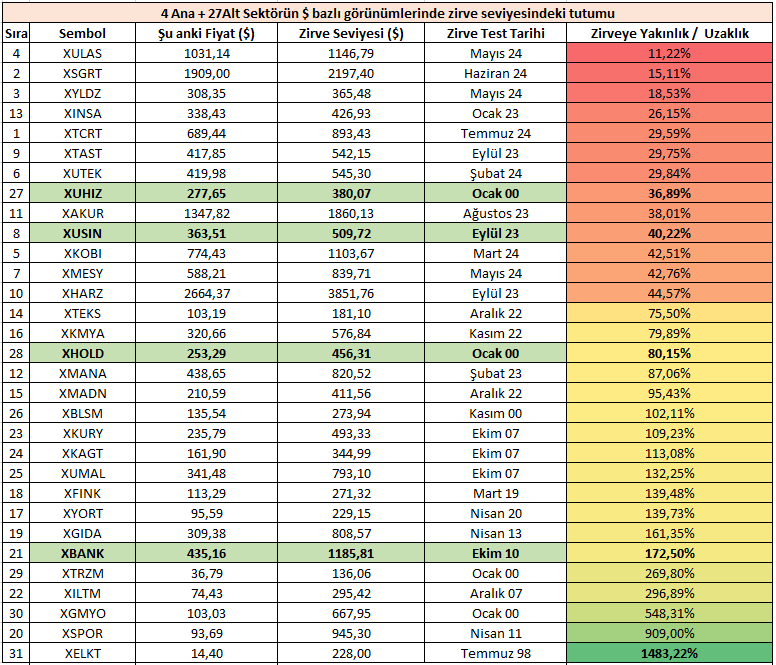 4 Ana + 27Alt Sektörün $ bazlı görünümlerinde zirve seviyesindeki tutumu
Sıra Sembol Şu anki Fiyat ($) Zirve Seviyesi ($) Zirve Test Tarihi Zirveye Yakınlık / Uzaklık
4 XULAS 1031,14 1146,79 Mayıs 24 11,22%
2 XSGRT 1909,00 2197,40 Haziran 24 15,11%
3 XYLDZ 308,35 365,48 Mayıs 24 18,53%
13 XINSA 338,43 426,93 Ocak 23 26,15%
1 XTCRT 689,44 893,43 Temmuz 24 29,59%
9 XTAST 417,85 542,15 Eylül 23 29,75%
6 XUTEK 419,98 545,30 Şubat 24 29,84%
27 XUHIZ 277,65 380,07 Ocak 00 36,89%
11 XAKUR 1347,82 1860,13 Ağustos 23 38,01%
8 XUSIN 363,51 509,72 Eylül 23 40,22%
5 XKOBI 774,43 1103,67 Mart 24 42,51%
7 XMESY 588,21 839,71 Mayıs 24 42,76%
10 XHARZ 2664,37 3851,76 Eylül 23 44,57%
14 XTEKS 103,19 181,10 Aralık 22 75,50%
16 XKMYA 320,66 576,84 Kasım 22 79,89%
28 XHOLD 253,29 456,31 Ocak 00 80,15%
12 XMANA 438,65 820,52 Şubat 23 87,06%
15 XMADN 210,59 411,56 Aralık 22 95,43%
26 XBLSM 135,54 273,94 Kasım 00 102,11%
23 XKURY 235,79 493,33 Ekim 07 109,23%
24 XKAGT 161,90 344,99 Ekim 07 113,08%
25 XUMAL 341,48 793,10 Ekim 07 132,25%
18 XFINK 113,29 271,32 Mart 19 139,48%
17 XYORT 95,59 229,15 Nisan 20 139,73%
19 XGIDA 309,38 808,57 Nisan 13 161,35%
21 XBANK 435,16 1185,81 Ekim 10 172,50%
29 XTRZM 36,79 136,06 Ocak 00 269,80%
22 XILTM 74,43 295,42 Aralık 07 296,89%
30 XGMYO 103,03 667,95 Ocak 00 548,31%
20 XSPOR 93,69 945,30 Nisan 11 909,00%
31 XELKT 14,40 228,00 Temmuz 98 1483,22%